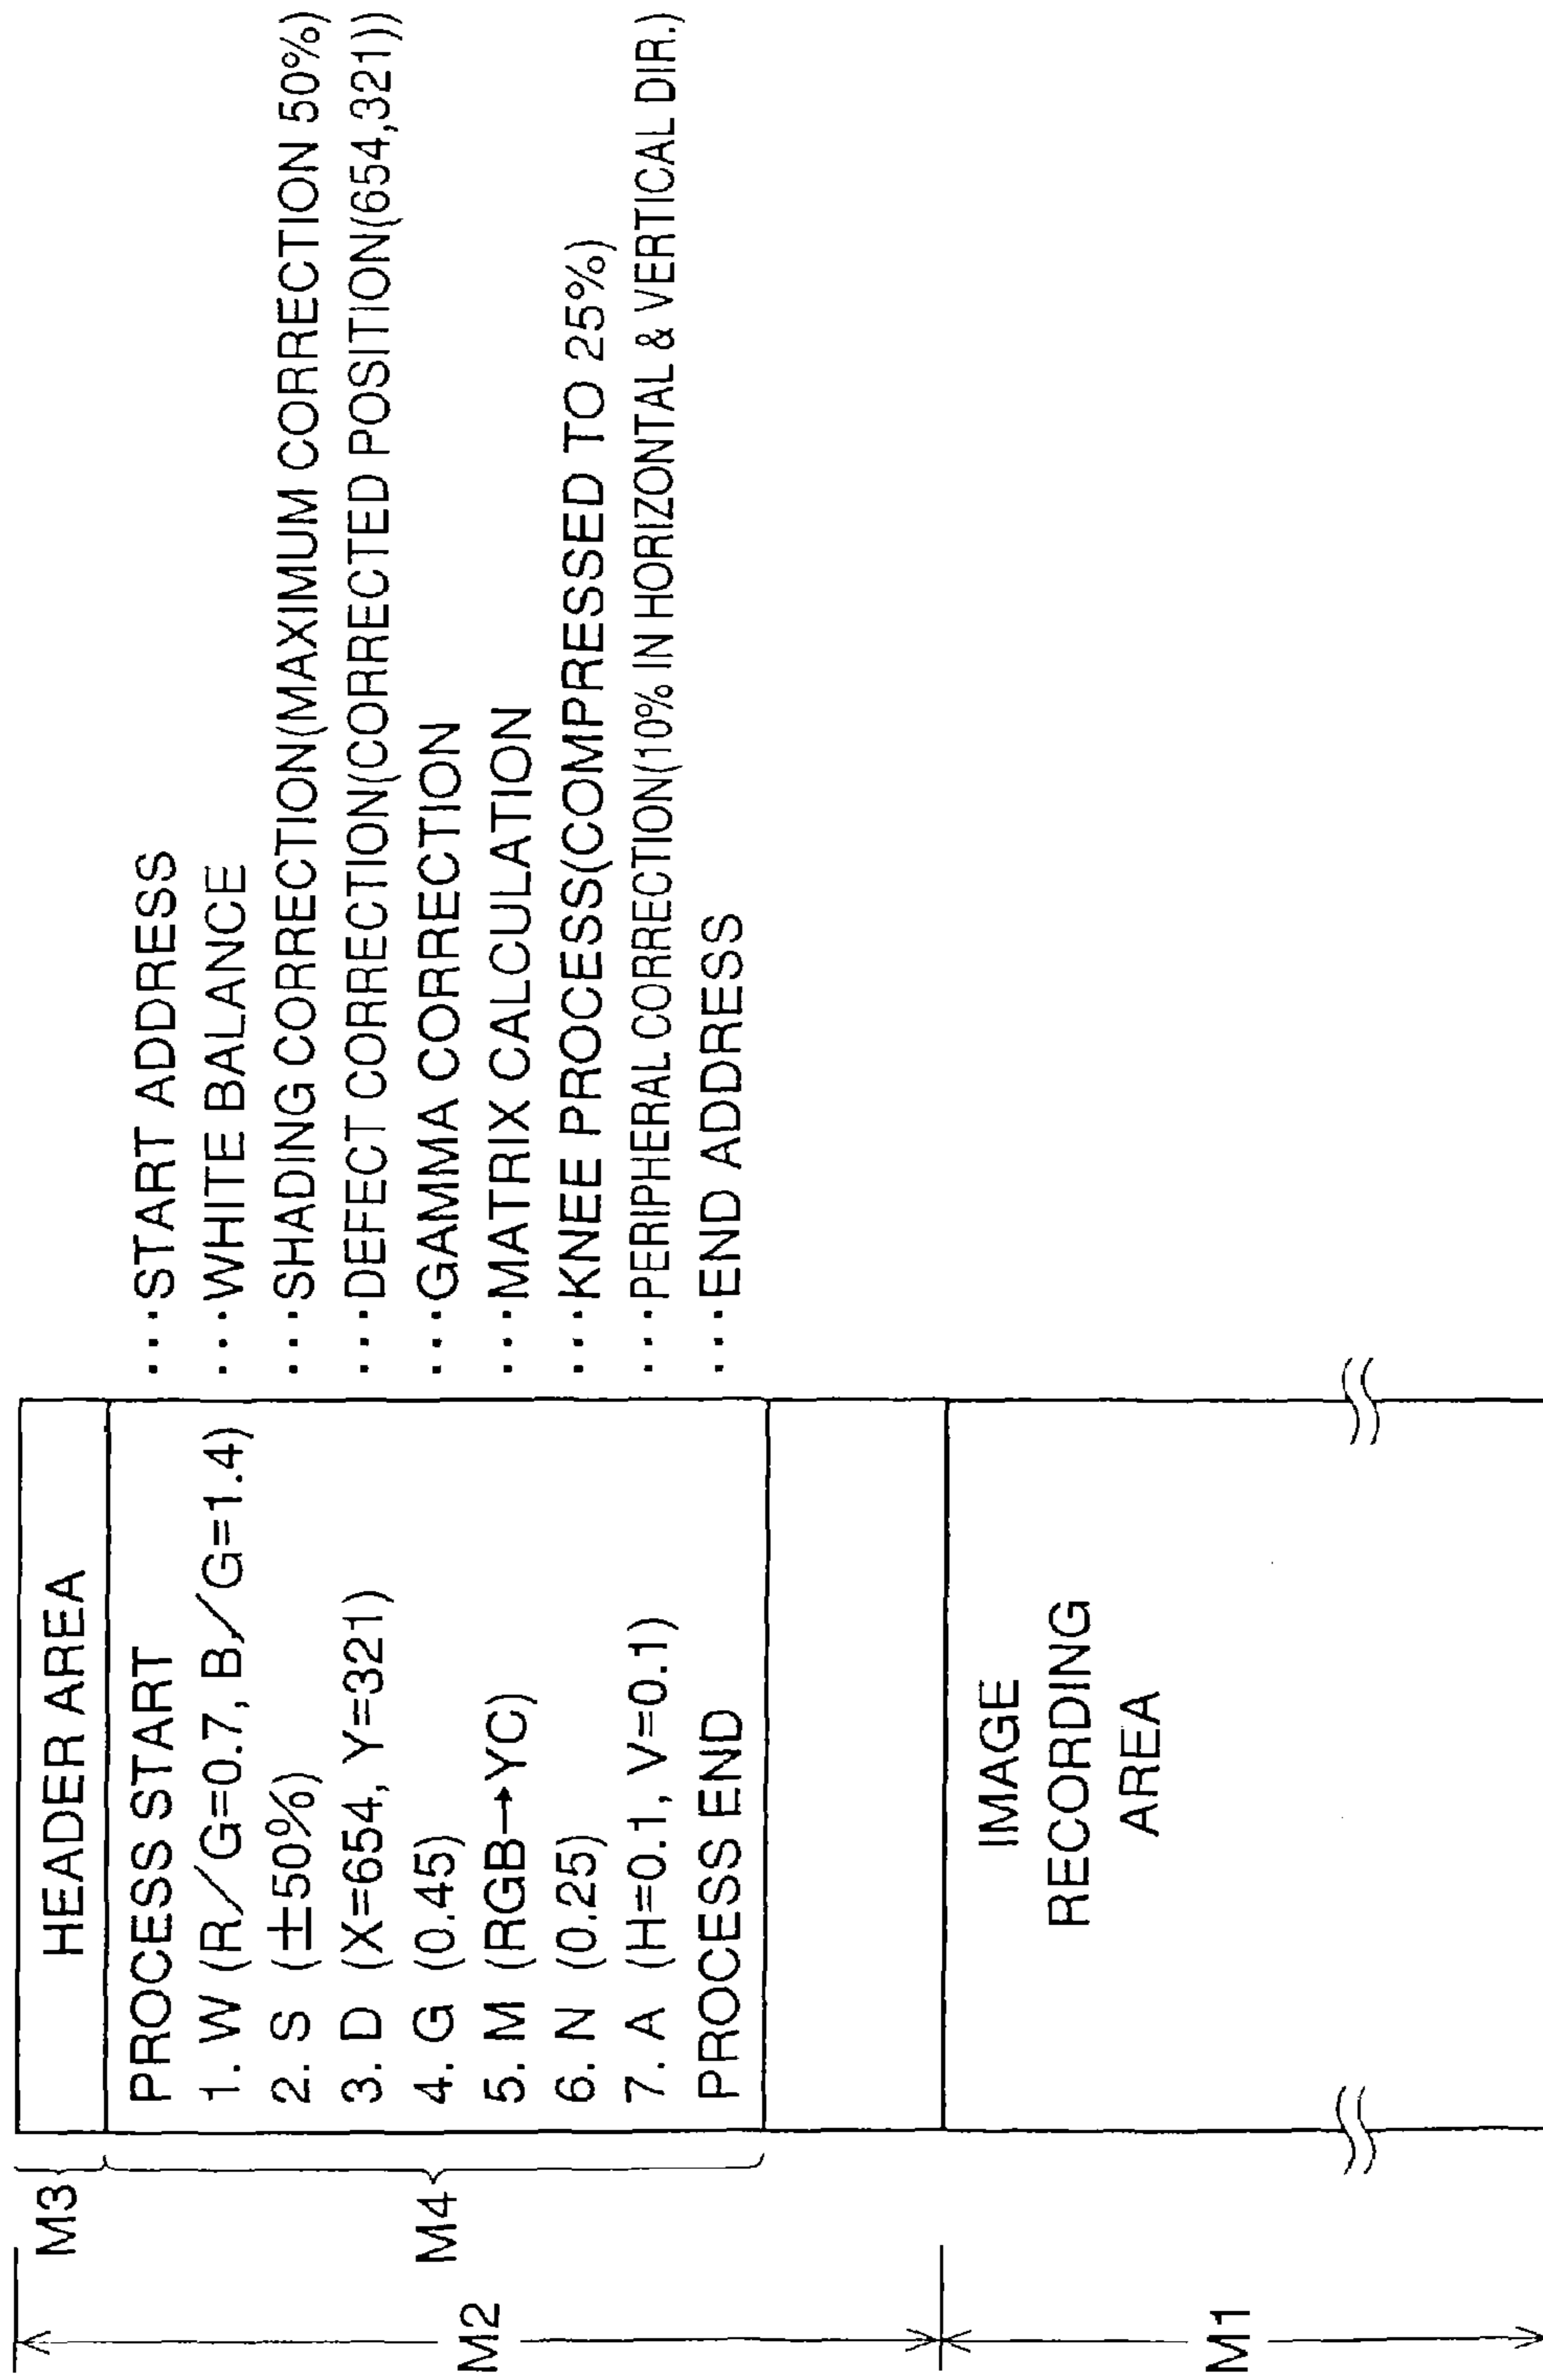 HEADER AREA
PROCESS START ···START ADDRESS
1. W (R/G=0.7, B/G=1.4) ···WHITE BALANCE
2. S (±50%) ···SHADING CORRECTION(MAXIMUM CORRECTION 50%)
3. D (X=654, Y=321) ···DEFECT CORRECTION(CORRECTED POSITION(654,321))
4. G (0.45) ···GAMMA CORRECTION
5. M (RGB→YC) ···MATRIX CALCULATION
6. N (0.25) ···KNEE PROCESS(COMPRESSED TO 25%)
7. A (H=0.1, V=0.1) ···PERIPHERAL CORRECTION(10% IN HORIZONTAL & VERTICAL DIR.)
PROCESS END ···END ADDRESS
IMAGE
RECORDING
AREA
M3
M4
M2
M1